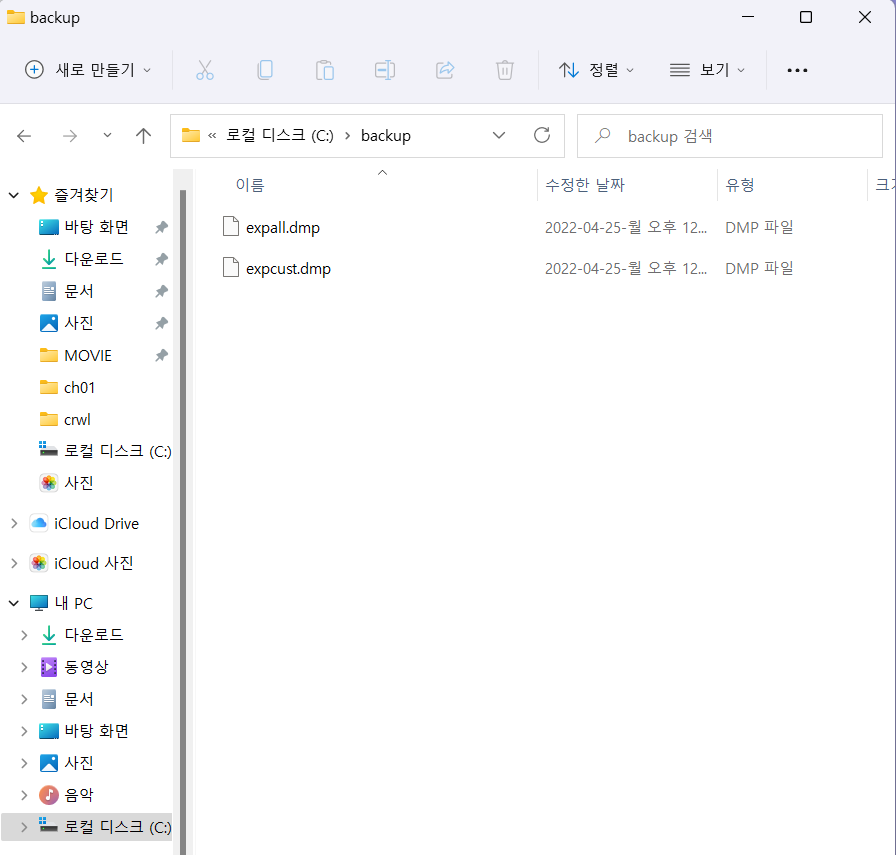 backup
새로 만들기
정렬
보기
« 로컬 디스크 (C:) › backup
backup 검색
이름 수정한 날짜 유형 크기
expall.dmp 2022-04-25-월 오후 12... DMP 파일
expcust.dmp 2022-04-25-월 오후 12... DMP 파일
즐겨찾기
바탕 화면
다운로드
문서
사진
MOVIE
ch01
crwl
로컬 디스크 (C:)
사진
iCloud Drive
iCloud 사진
내 PC
다운로드
동영상
문서
바탕 화면
사진
음악
로컬 디스크 (C:)